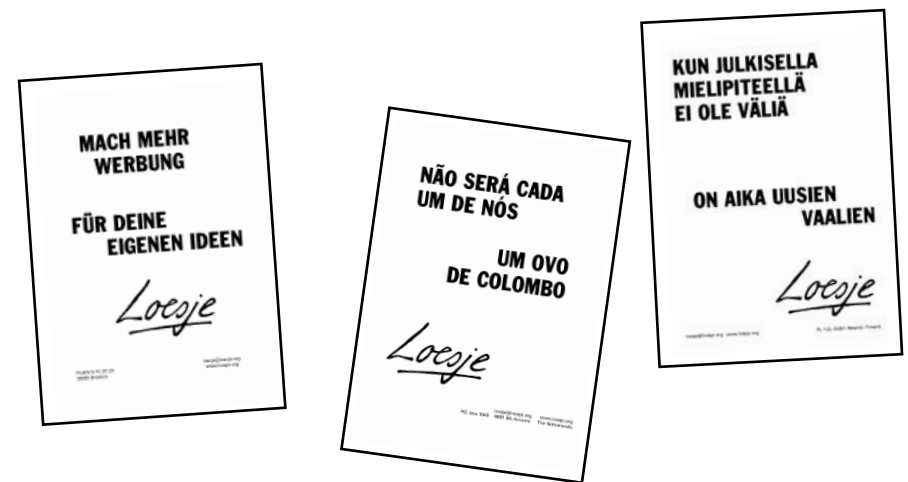 MACH MEHR
WERBUNG
FÜR DEINE
EIGENEN IDEEN
Loesje
NÃO SERÁ CADA
UM DE NÓS
UM OVO
DE COLOMBO
Loesje
KUN JULKISELLA
MIELIPITEELLÄ
EI OLE VÄLIÄ
ON AIKA UUSIEN
VAALIEN
Loesje